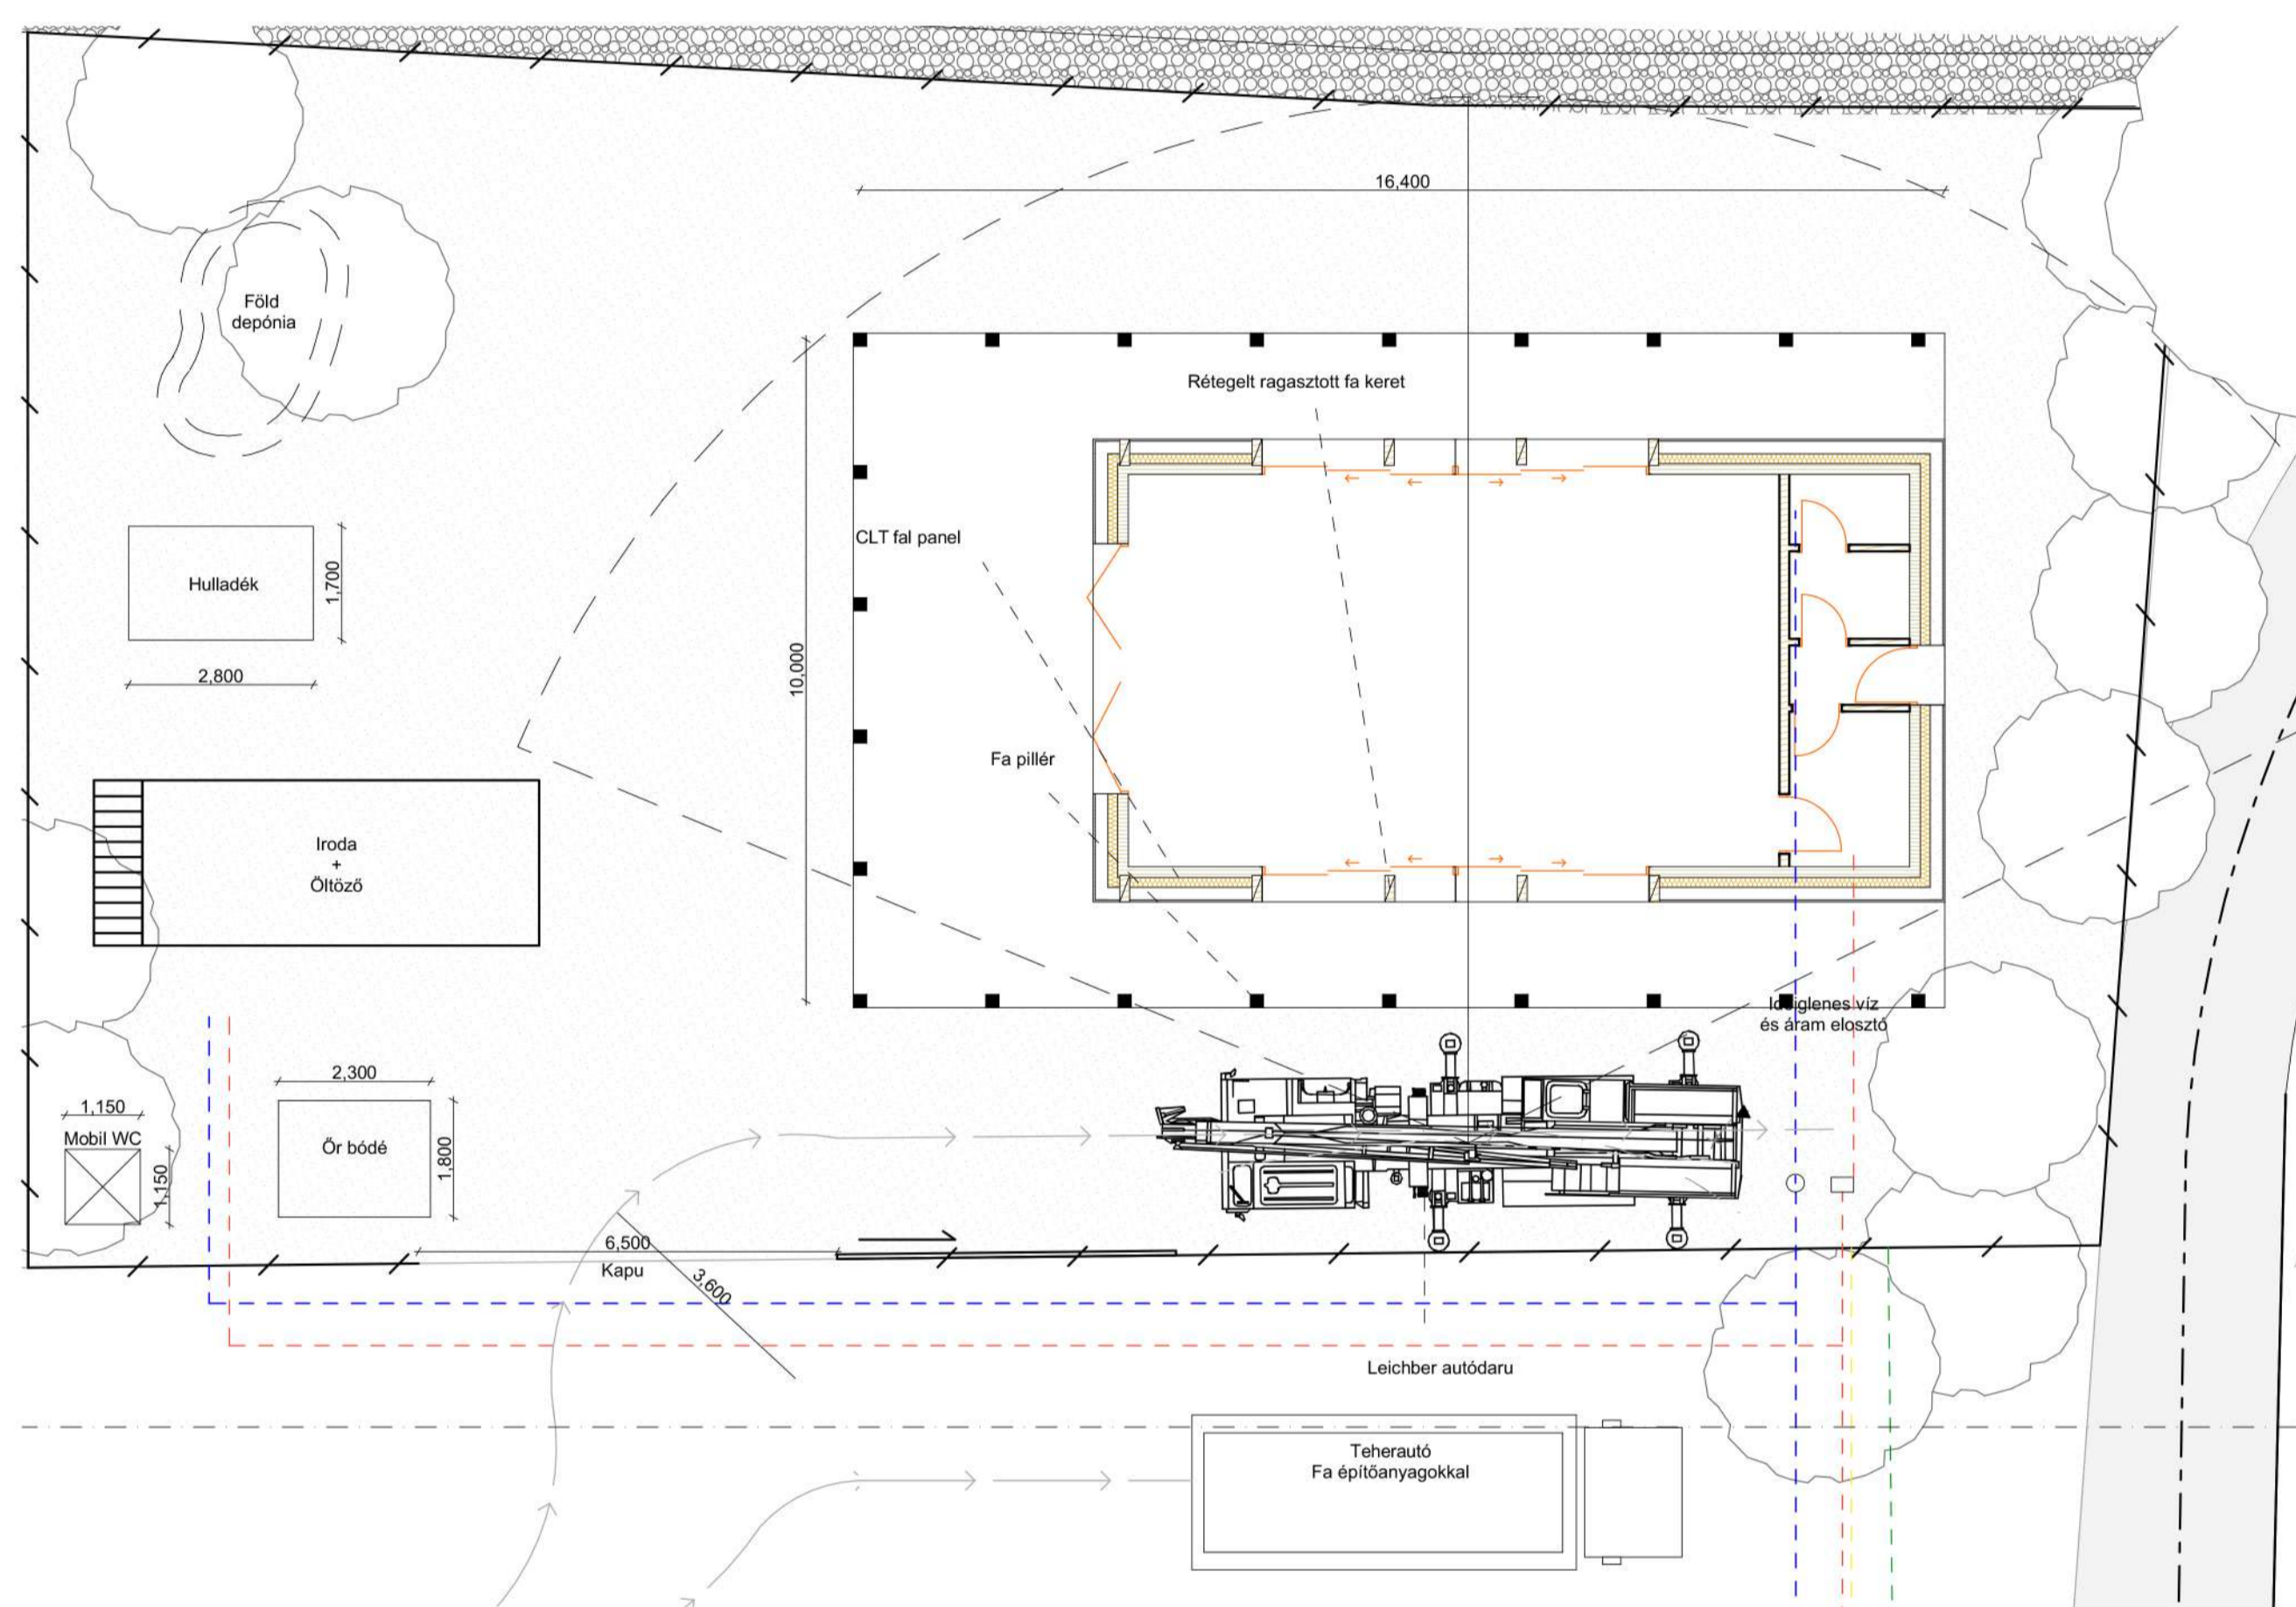 16,400
Föld
depónia
Rétegelt ragasztott fa keret
CLT fal panel
Hulladék
1,700
2,800
10,000
Fa pillér
Iroda
+
Öltöző
Ideiglenes víz
és áram elosztó
2,300
1,150
Mobil WC
1,150
Őr bódé
1,800
6,500
Kapu
3,600
Leichber autódaru
Teherautó
Fa építőanyagokkal